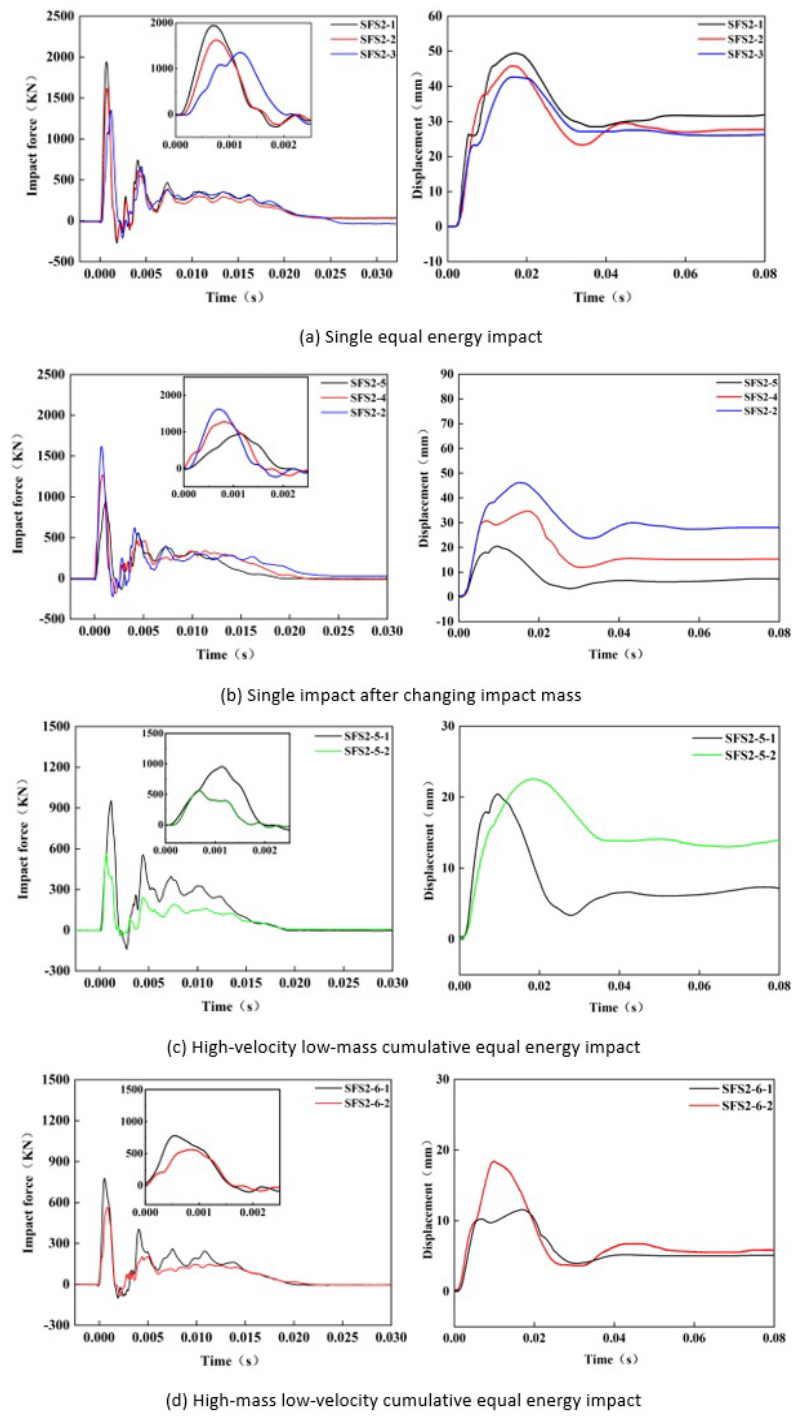 2000
1000
0
0.000 0.001 0.002
SFS2-1
SFS2-2
SFS2-3
2500
2000
1500
1000
500
0
-500
Impact force（KN）
0.000 0.005 0.010 0.015 0.020 0.025 0.030
Time（s）
SFS2-1
SFS2-2
SFS2-3
60
50
40
30
20
10
0
-10
Displacement（mm）
0.00 0.02 0.04 0.06 0.08
Time（s）
(a) Single equal energy impact
2000
1000
0
0.000 0.001 0.002
SFS2-5
SFS2-4
SFS2-2
2500
2000
1500
1000
500
0
-500
Impact force（KN）
0.000 0.005 0.010 0.015 0.020 0.025 0.030
Time（s）
SFS2-5
SFS2-4
SFS2-2
90
80
70
60
50
40
30
20
10
0
-10
Displacement（mm）
0.00 0.02 0.04 0.06 0.08
Time（s）
(b) Single impact after changing impact mass
1500
1000
500
0
0.000 0.001 0.002
SFS2-5-1
SFS2-5-2
1500
1200
900
600
300
0
-300
Impact force（KN）
0.000 0.005 0.010 0.015 0.020 0.025 0.030
Time（s）
SFS2-5-1
SFS2-5-2
30
20
10
0
Displacement（mm）
0.00 0.02 0.04 0.06 0.08
Time（s）
(c) High-velocity low-mass cumulative equal energy impact
1500
1000
500
0
0.000 0.001 0.002
SFS2-6-1
SFS2-6-2
1500
1200
900
600
300
0
-300
Impact force（KN）
0.000 0.005 0.010 0.015 0.020 0.025 0.030
Time（s）
SFS2-6-1
SFS2-6-2
30
20
10
0
Displacement（mm）
0.00 0.02 0.04 0.06 0.08
Time（s）
(d) High-mass low-velocity cumulative equal energy impact